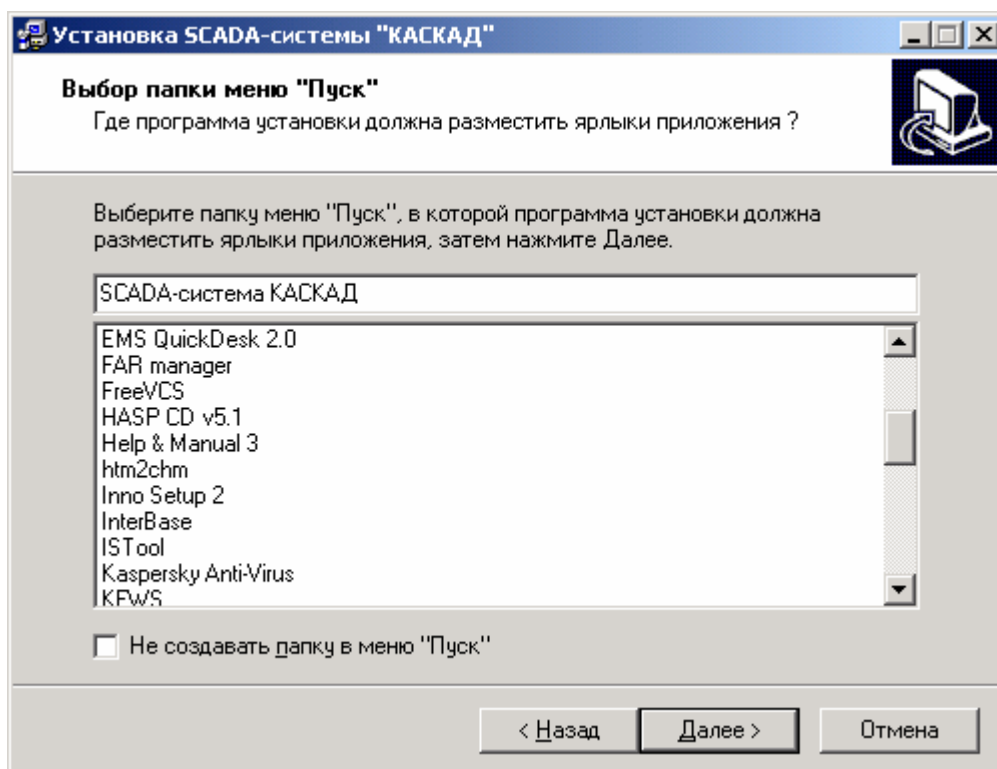 Установка SCADA-системы "КАСКАД"
Выбор папки меню "Пуск"
Где программа установки должна разместить ярлыки приложения ?
Выберите папку меню "Пуск", в которой программа установки должна
разместить ярлыки приложения, затем нажмите Далее.
SCADA-система КАСКАД
EMS QuickDesk 2.0
FAR manager
FreeVCS
HASP CD v5.1
Help & Manual 3
htm2chm
Inno Setup 2
InterBase
ISTool
Kaspersky Anti-Virus
KEWS
Не создавать папку в меню "Пуск"
< Назад
Далее >
Отмена